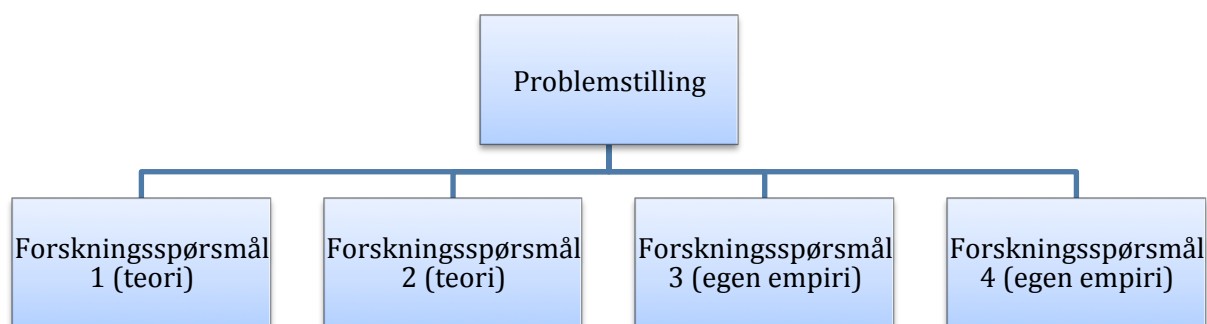 Problemstilling
Forskningsspørsmål
1 (teori)
Forskningsspørsmål
2 (teori)
Forskningsspørsmål
3 (egen empiri)
Forskningsspørsmål
4 (egen empiri)